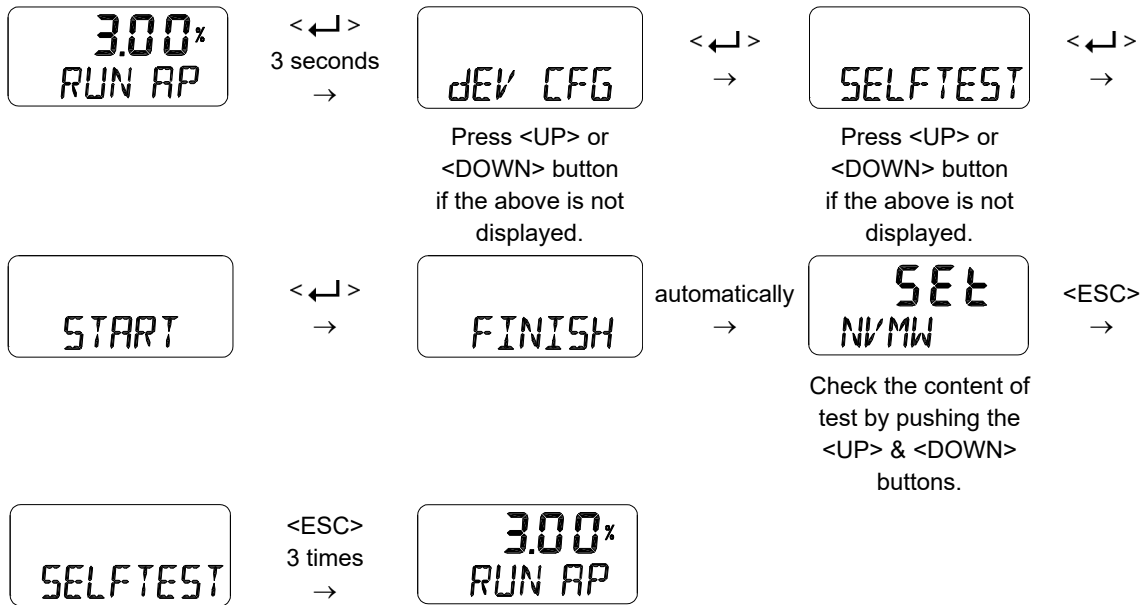 3.00%
RUN AP
< ↵ >
3 seconds
→
dEV CFG
Press <UP> or
<DOWN> button
if the above is not
displayed.
< ↵ >
→
SELFTEST
Press <UP> or
<DOWN> button
if the above is not
displayed.
< ↵ >
→
START
< ↵ >
→
FINISH
automatically
→
SEt
NVMW
Check the content of
test by pushing the
<UP> & <DOWN>
buttons.
<ESC>
→
SELFTEST
<ESC>
3 times
→
3.00%
RUN AP